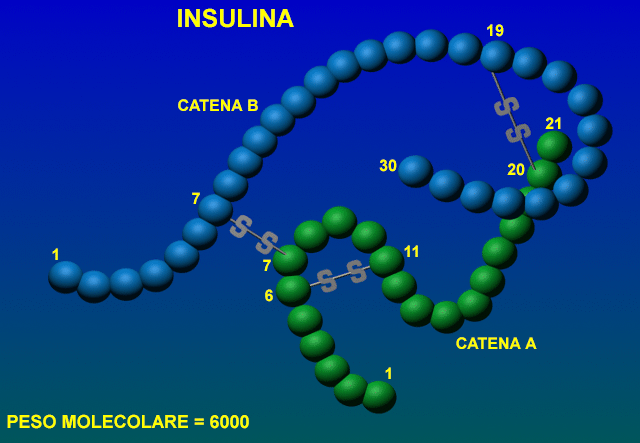 INSULINA
19
CATENA B
21
30
20
7
1
S S
S S
7
11
S S
6
CATENA A
1
PESO MOLECOLARE = 6000